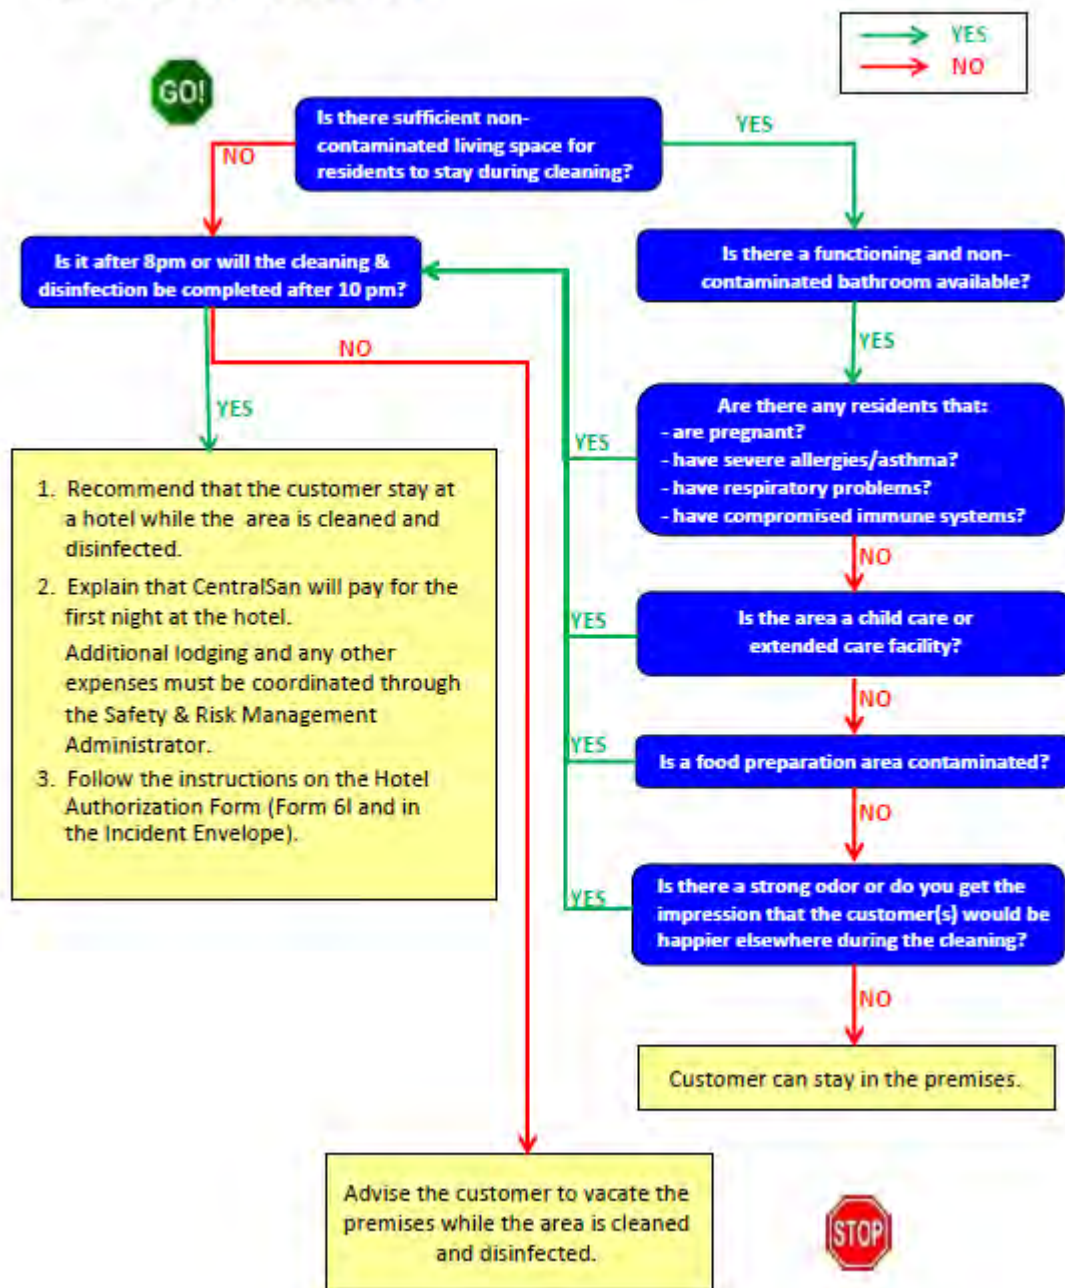 YES
NO
GO!
Is there sufficient non-
contaminated living space for
residents to stay during cleaning?
YES
NO
Is it after 8pm or will the cleaning &
disinfection be completed after 10 pm?
Is there a functioning and non-
contaminated bathroom available?
NO
YES
YES
Are there any residents that:
- are pregnant?
- have severe allergies/asthma?
- have respiratory problems?
- have compromised immune systems?
YES
1. Recommend that the customer stay at
a hotel while the area is cleaned and
disinfected.
2. Explain that CentralSan will pay for the
first night at the hotel.
Additional lodging and any other
expenses must be coordinated through
the Safety & Risk Management
Administrator.
3. Follow the instructions on the Hotel
Authorization Form (Form 6I and in
the Incident Envelope).
NO
Is the area a child care or
extended care facility?
YES
NO
Is a food preparation area contaminated?
YES
NO
Is there a strong odor or do you get the
impression that the customer(s) would be
happier elsewhere during the cleaning?
YES
NO
Customer can stay in the premises.
Advise the customer to vacate the
premises while the area is cleaned
and disinfected.
STOP